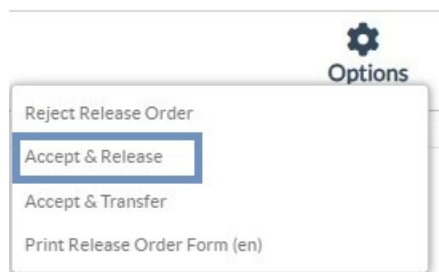 Options
Reject Release Order
Accept & Release
Accept & Transfer
Print Release Order Form (en)